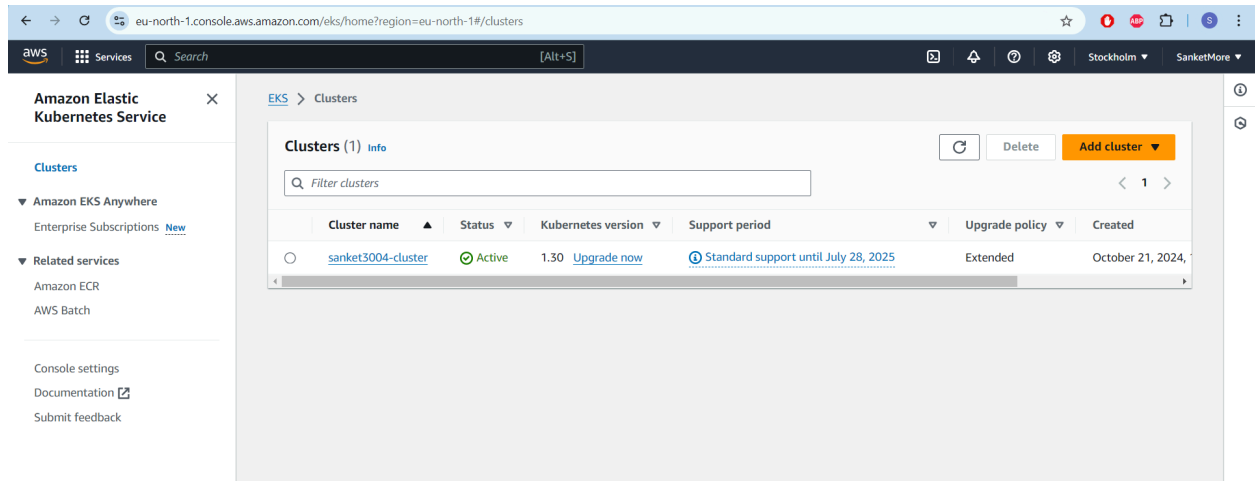 eu-north-1.console.aws.amazon.com/eks/home?region=eu-north-1#/clusters
ABP
S
aws Services Search [Alt+S] Stockholm ▼ SanketMore ▼
Amazon Elastic
Kubernetes Service
Clusters
Amazon EKS Anywhere
Enterprise Subscriptions New
Related services
Amazon ECR
AWS Batch
Console settings
Documentation
Submit feedback
EKS > Clusters
Clusters (1) Info
Delete
Add cluster ▼
Filter clusters
< 1 >
Cluster name ▲ Status Kubernetes version Support period Upgrade policy Created
sanket3004-cluster Active 1.30 Upgrade now Standard support until July 28, 2025 Extended October 21, 2024,